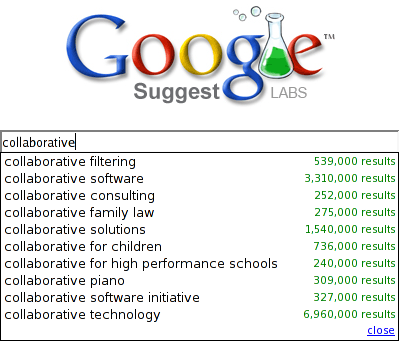 Google™
Suggest LABS
collaborative
collaborative filtering 539,000 results
collaborative software 3,310,000 results
collaborative consulting 252,000 results
collaborative family law 275,000 results
collaborative solutions 1,540,000 results
collaborative for children 736,000 results
collaborative for high performance schools 240,000 results
collaborative piano 309,000 results
collaborative software initiative 327,000 results
collaborative technology 6,960,000 results
close